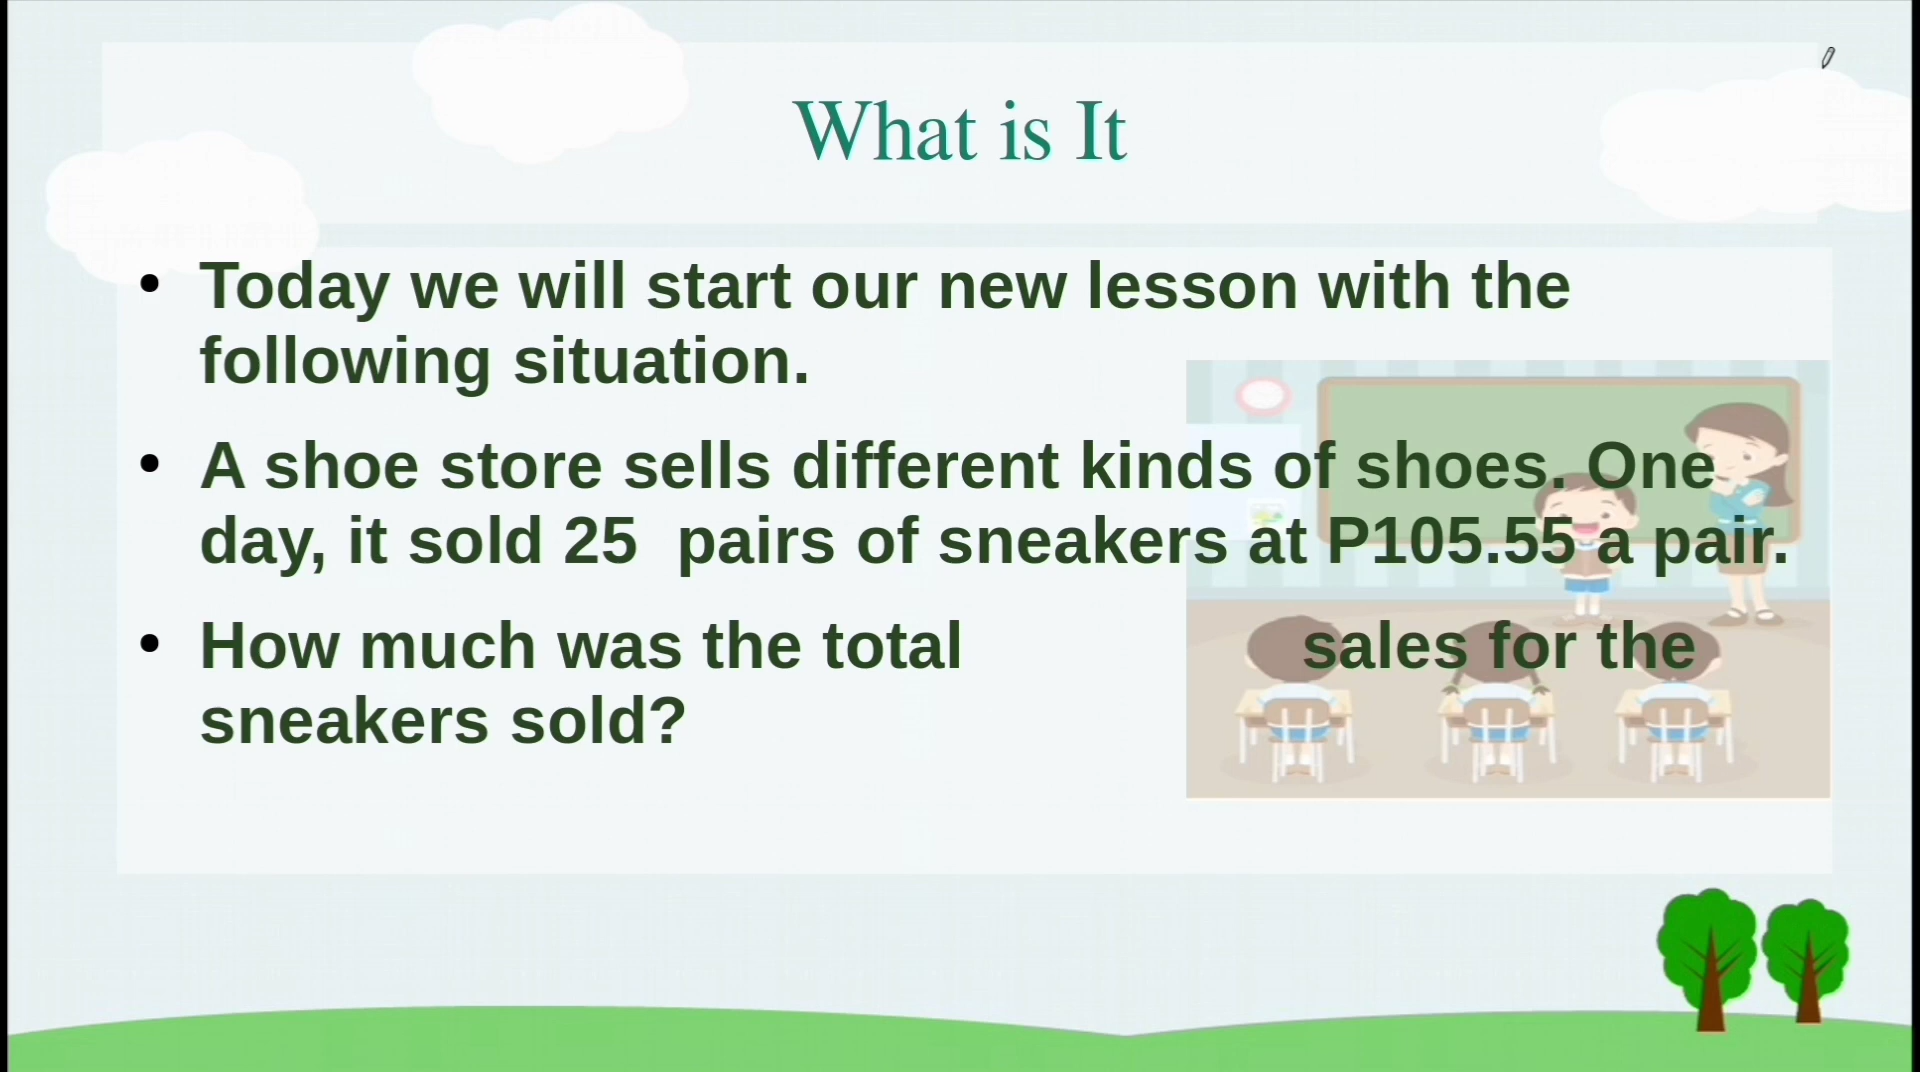 What is It
• Today we will start our new lesson with the
following situation.
• A shoe store sells different kinds of shoes. One
day, it sold 25  pairs of sneakers at P105.55 a pair.
• How much was the total sales for the
sneakers sold?